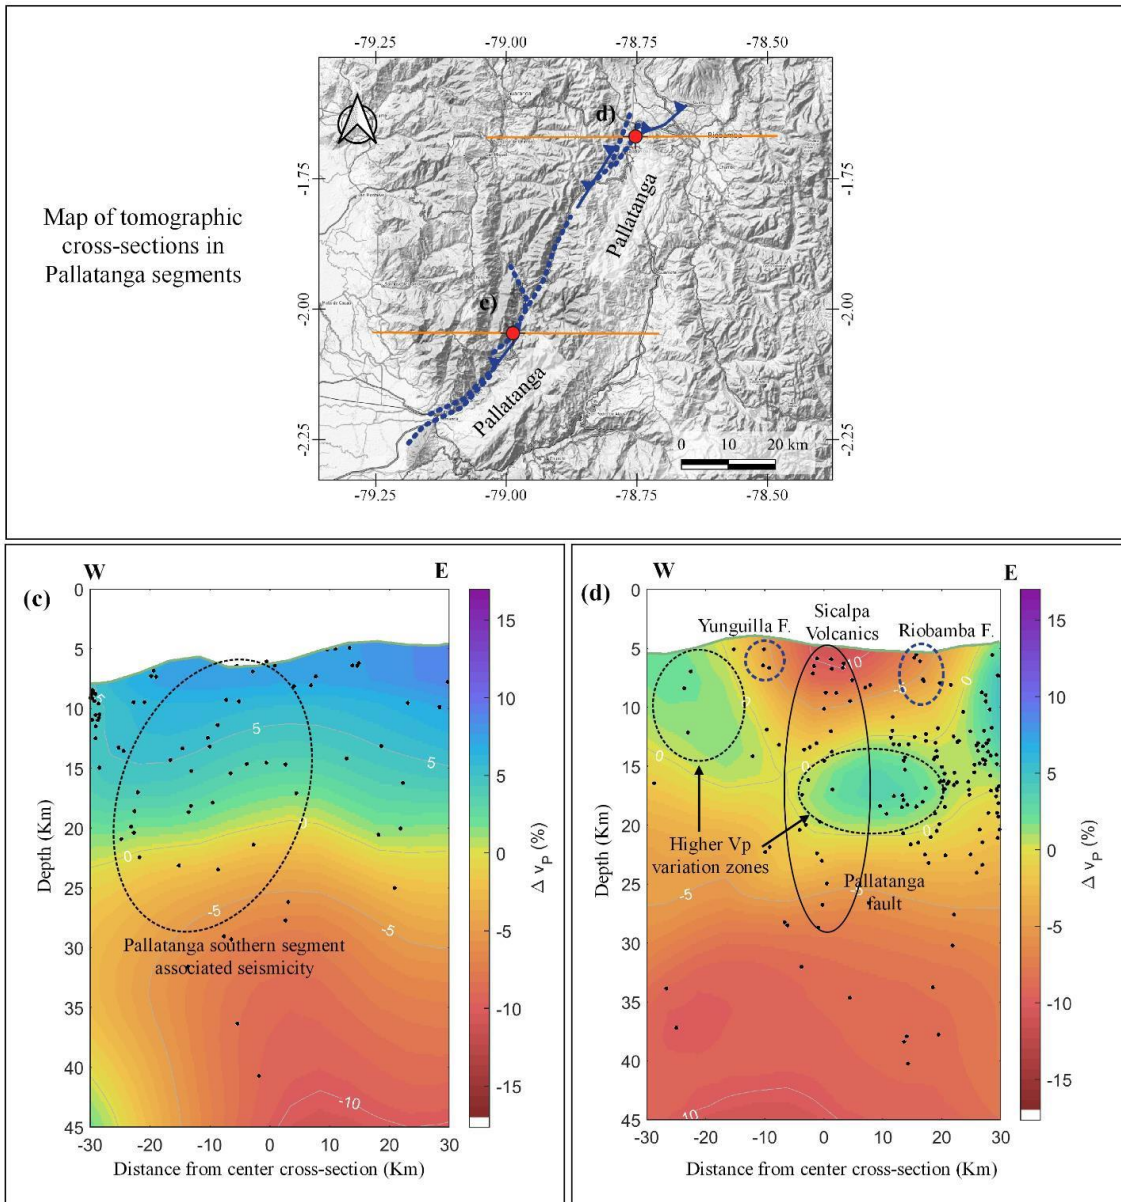 -79.25 -79.00 -78.75 -78.50
d)
Riobamba
-1.75 -1.75
Map of tomographic
cross-sections in
Pallatanga segments
Pallatanga
-2.00 -2.00
c)
Pallatanga
-2.25 -2.25
0 10 20 km
-79.25 -79.00 -78.75 -78.50
(c)
W E
0
5
10
15
20
25
30
35
40
45
Depth (Km)
5
5
0
0
-5
-5
-10
Pallatanga southern segment
associated seismicity
-30 -20 -10 0 10 20 30
Distance from center cross-section (Km)
15
10
5
0
-5
-10
-15
Δ vP (%)
(d)
W E
0
5
10
15
20
25
30
35
40
45
Depth (Km)
Yunguilla F.
Sicalpa
Volcanics
Riobamba F.
-10
-5
0
0
0
0
-5
-5
-10
Higher Vp
variation zones
Pallatanga
fault
-30 -20 -10 0 10 20 30
Distance from center cross-section (Km)
15
10
5
0
-5
-10
-15
Δ vP (%)